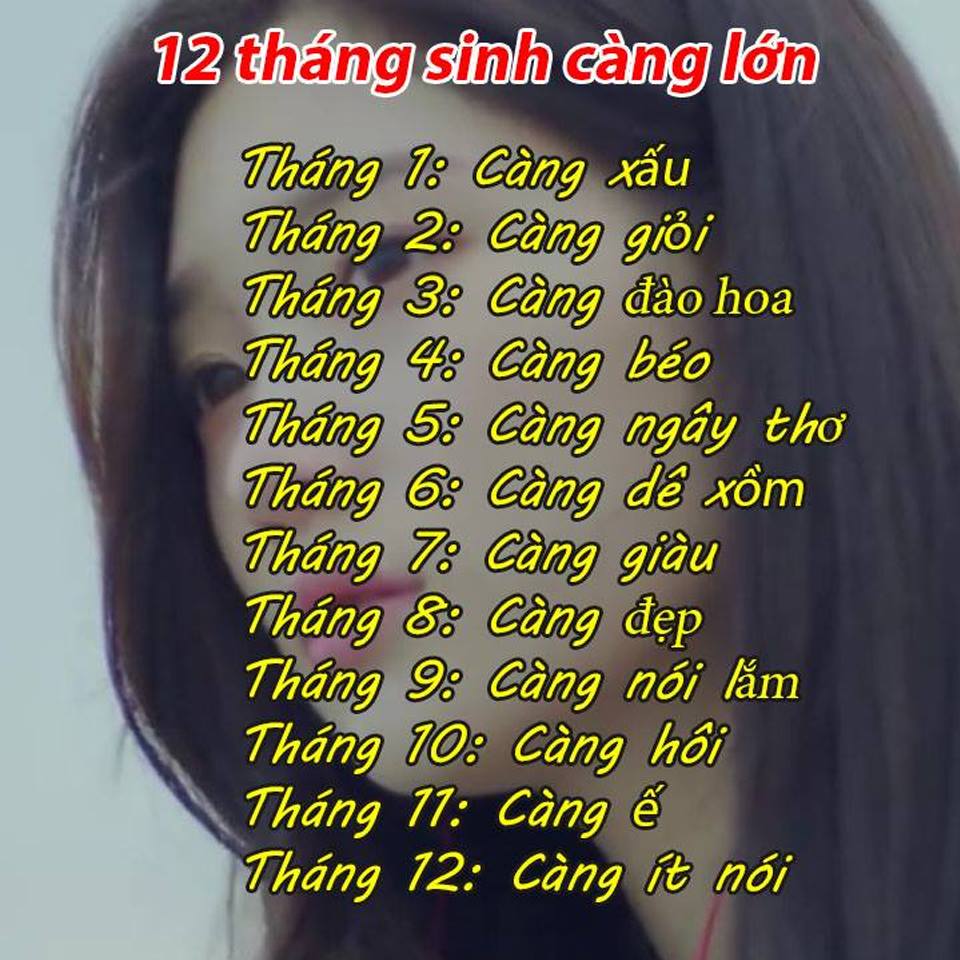 12 tháng sinh càng lớn
Tháng 1: Càng xấu
Tháng 2: Càng giỏi
Tháng 3: Càng đào hoa
Tháng 4: Càng béo
Tháng 5: Càng ngây thơ
Tháng 6: Càng dê xồm
Tháng 7: Càng giàu
Tháng 8: Càng đẹp
Tháng 9: Càng nói lắm
Tháng 10: Càng hôi
Tháng 11: Càng ế
Tháng 12: Càng ít nói